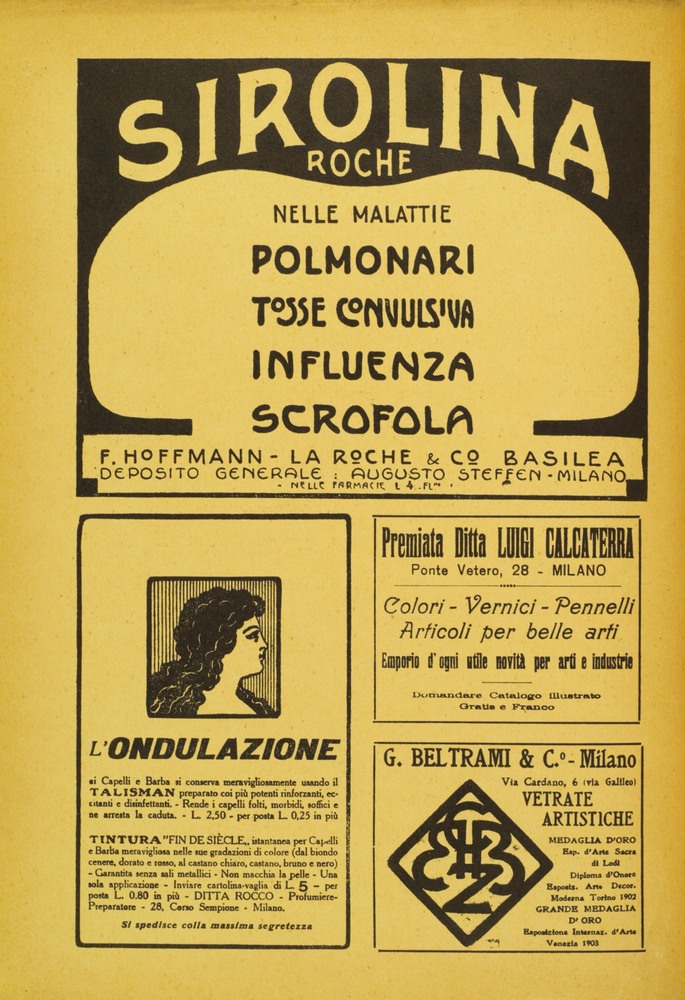 SIROLINA
ROCHE
NELLE MALATTIE
POLMONARI
TOSSE CONVULSIVA
INFLUENZA
SCROFOLA
F. HOFFMANN - LA ROCHE & Cº BASILEA
DEPOSITO GENERALE : AUGUSTO STEFFEN - MILANO
- NELLE FARMACIE L 4.
L'ONDULAZIONE
ai Capelli e Barba si conserva meravigliosamente usando il
TALISMAN preparato coi più potenti rinforzanti, ec-
citanti e disinfettanti. - Rende i capelli folti, morbidi, soffici e
ne arresta la caduta. - L. 2,50 - per posta L. 0,25 in più
TINTURA "FIN DE SIÈCLE„ istantanea per Capelli
e Barba meravigliosa nelle sue gradazioni di colore (dal biondo
cenere, dorato e rosso, al castano chiaro, castano, bruno e nero)
- Garantita senza sali metallici - Non macchia la pelle - Una
sola applicazione - Inviare cartolina-vaglia di L. 5 - per
posta L. 0.80 in più - DITTA ROCCO - Profumiere-
Preparatore - 28, Corso Sempione - Milano.
Si spedisce colla massima segretezza
Premiata Ditta LUIGI CALCATERRA
Ponte Vetero, 28 - MILANO
Colori - Vernici - Pennelli
Articoli per belle arti
Emporio d'ogni utile novità per arti e industrie
Domandare Catalogo illustrato
Gratis e Franco
G. BELTRAMI & C.º - Milano
Via Cardano, 6 (via Galileo)
VETRATE
ARTISTICHE
MEDAGLIA D'ORO
Esp. d'Arte Sacra
di Lodi
Diploma d'Onore
Esposiz. Arte Decor.
Moderna Torino 1902
GRANDE MEDAGLIA
D'ORO
Esposizione Internaz. d'Arte
Venezia 1903